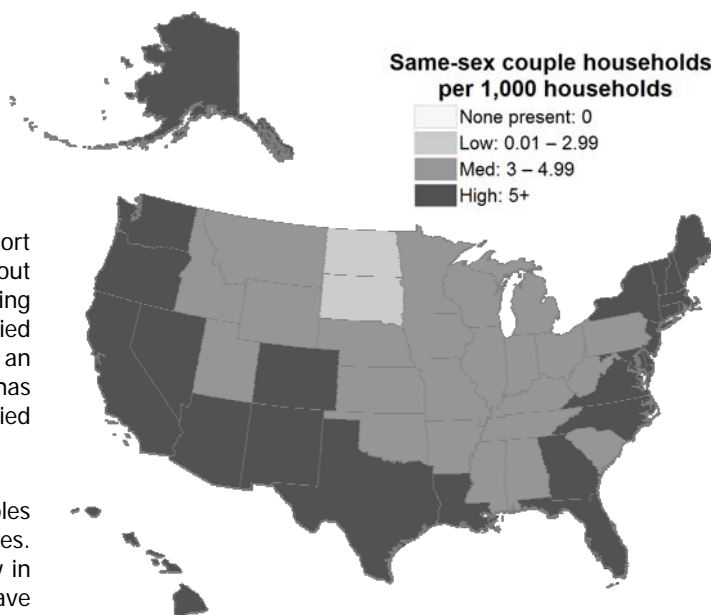 Same-sex couple households
per 1,000 households
None present: 0
Low: 0.01 – 2.99
Med: 3 – 4.99
High: 5+
ort
out
ing
ied
an
has
ied
les
es.
in
ave